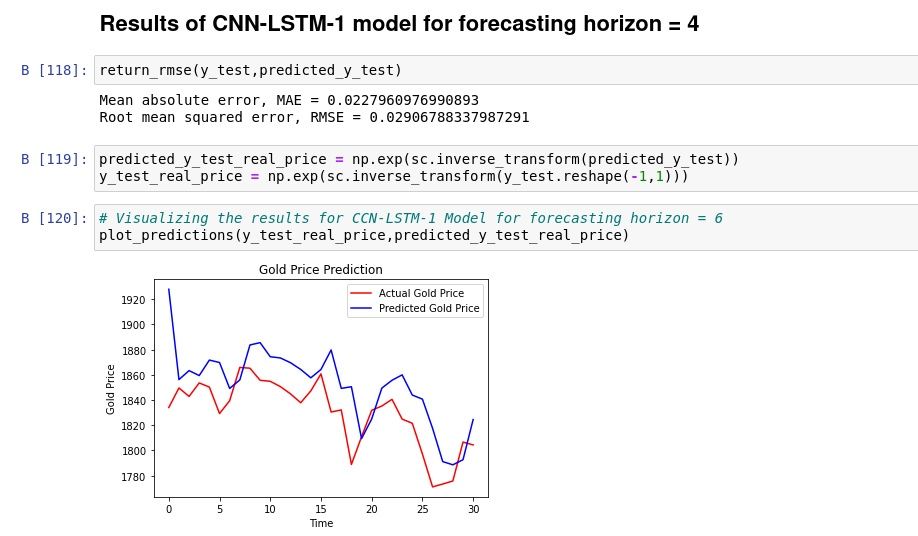 Results of CNN-LSTM-1 model for forecasting horizon = 4
B [118]: return_rmse(y_test,predicted_y_test)
Mean absolute error, MAE = 0.0227960976990893
Root mean squared error, RMSE = 0.02906788337987291
B [119]: predicted_y_test_real_price = np.exp(sc.inverse_transform(predicted_y_test))
y_test_real_price = np.exp(sc.inverse_transform(y_test.reshape(-1,1)))
B [120]: # Visualizing the results for CCN-LSTM-1 Model for forecasting horizon = 6
plot_predictions(y_test_real_price,predicted_y_test_real_price)
Gold Price Prediction
Actual Gold Price
Predicted Gold Price
Gold Price
1920
1900
1880
1860
1840
1820
1800
1780
0 5 10 15 20 25 30
Time